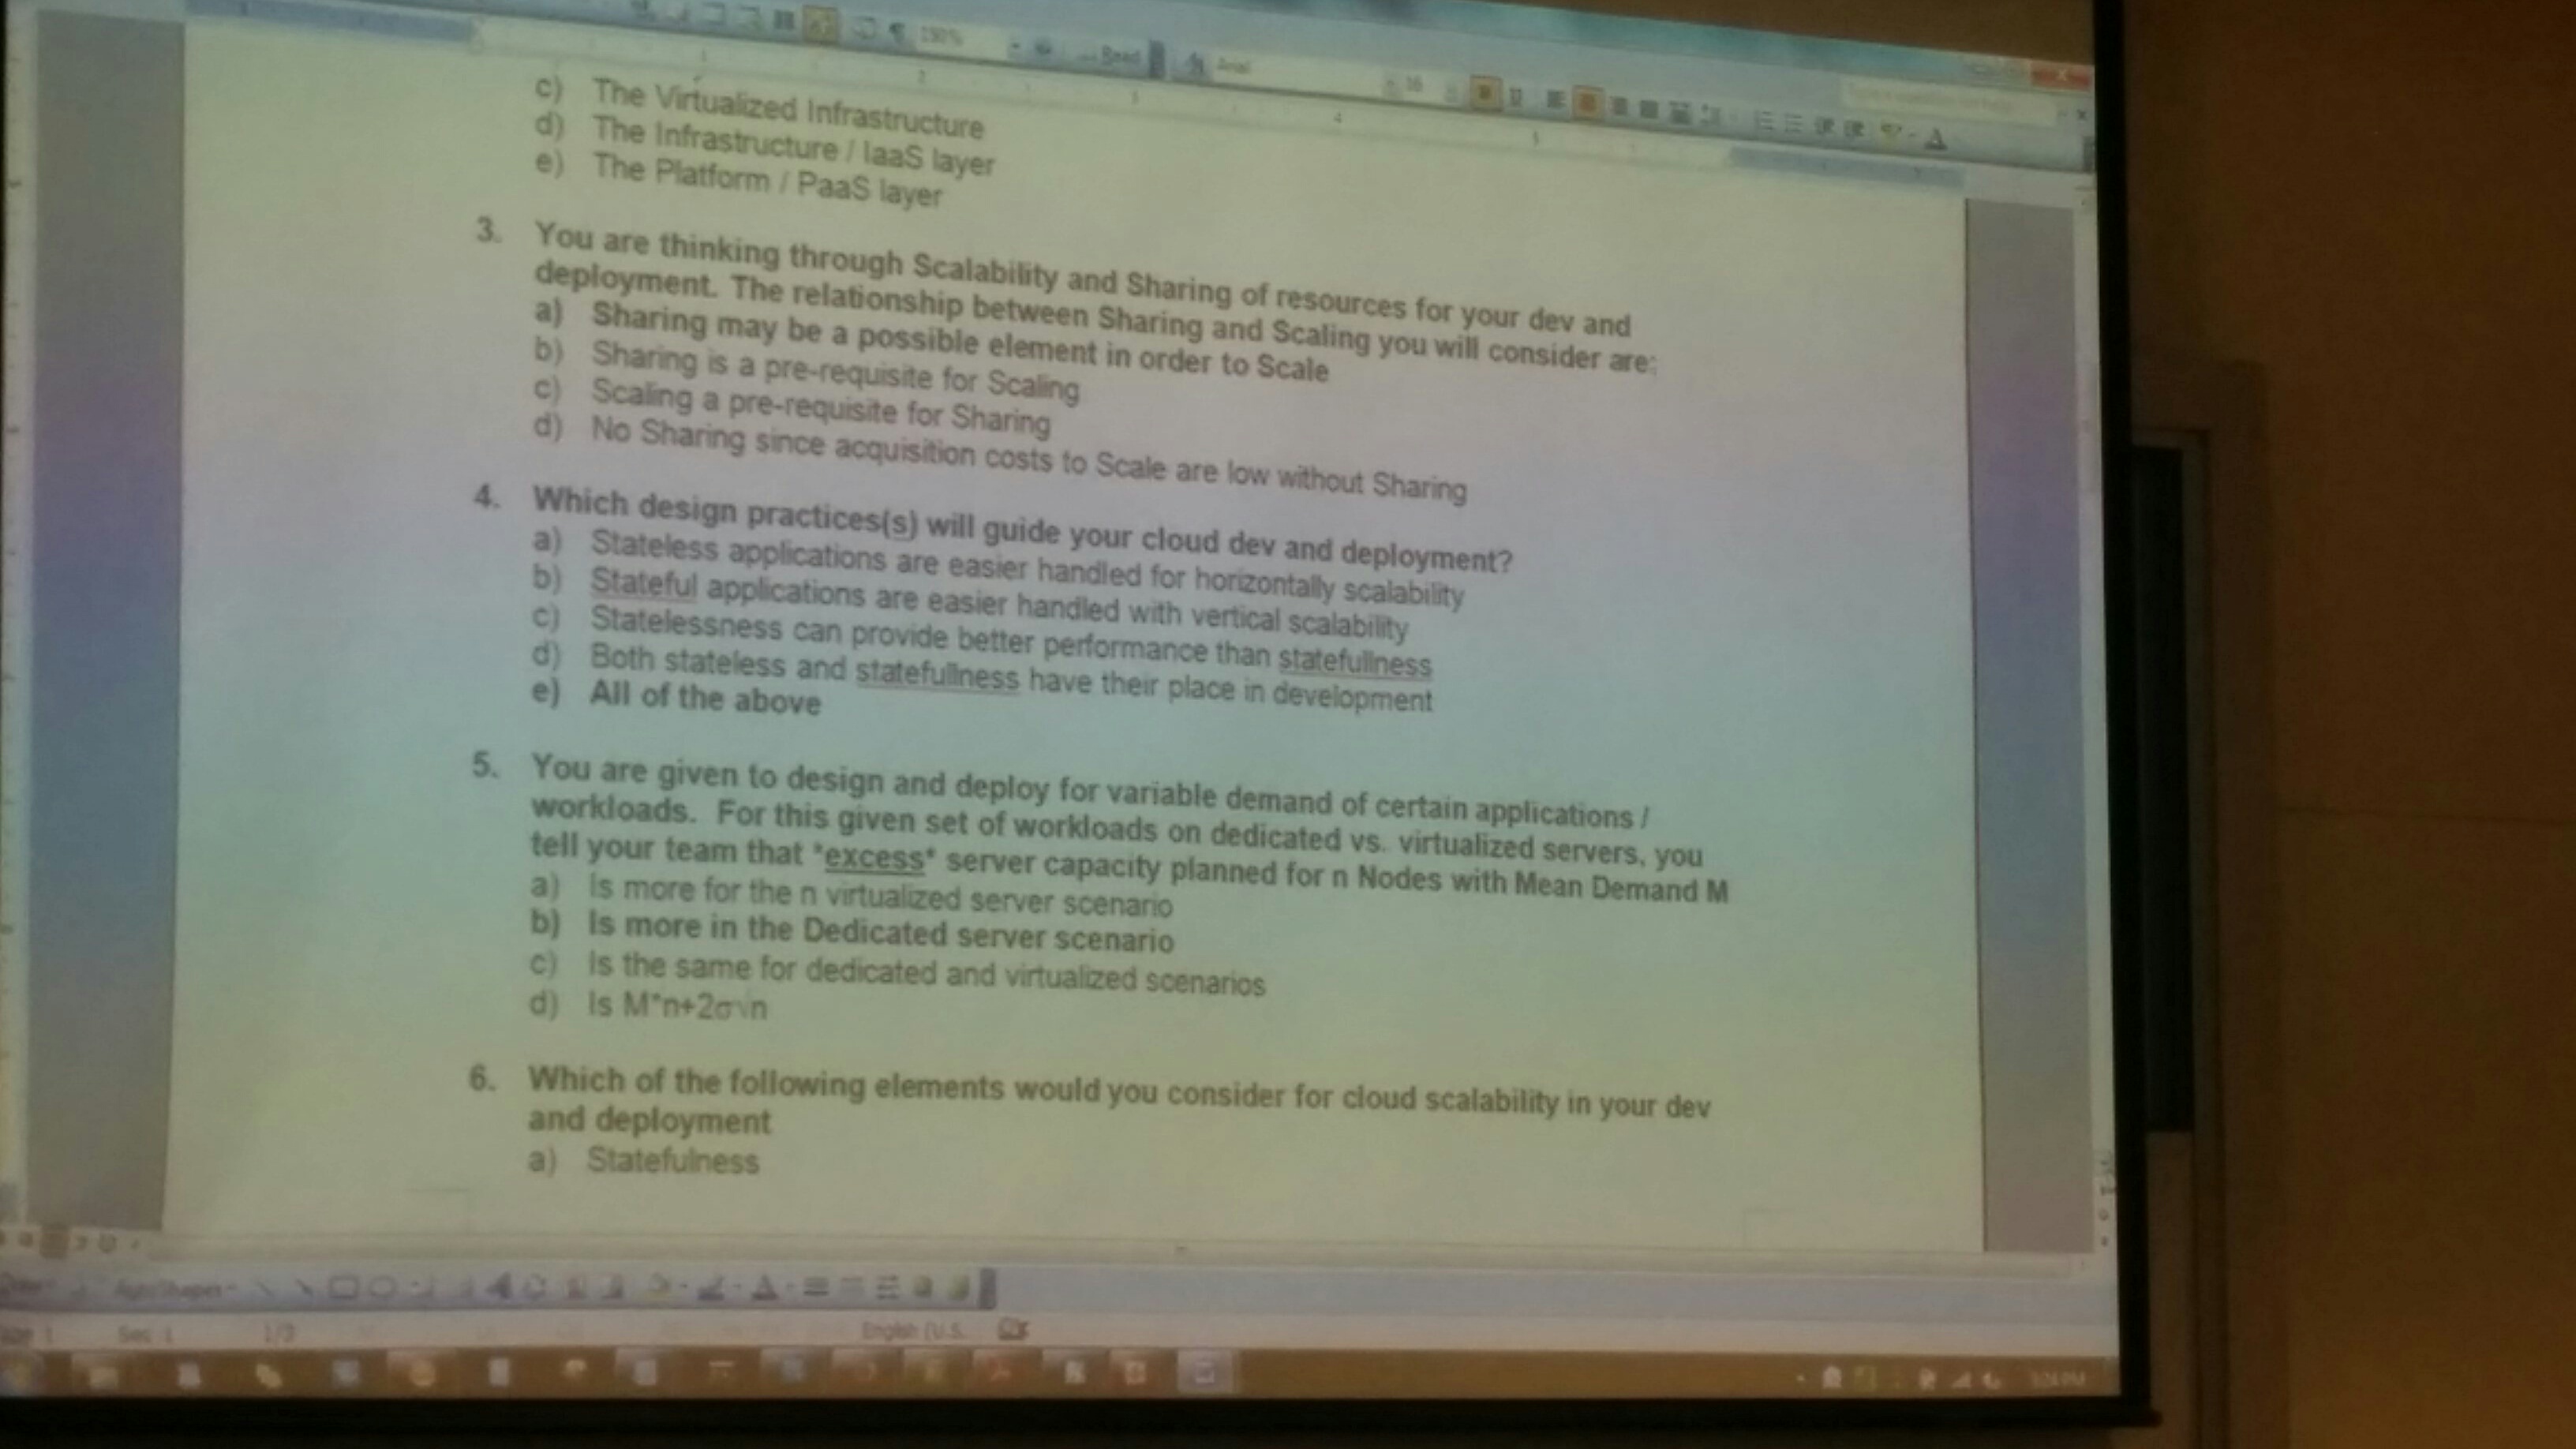 150%
Read
Arial
16
c) The Virtualized Infrastructure
d) The Infrastructure / IaaS layer
e) The Platform / PaaS layer
3. You are thinking through Scalability and Sharing of resources for your dev and
deployment. The relationship between Sharing and Scaling you will consider are:
a) Sharing may be a possible element in order to Scale
b) Sharing is a pre-requisite for Scaling
c) Scaling a pre-requisite for Sharing
d) No Sharing since acquisition costs to Scale are low without Sharing
4. Which design practices(s) will guide your cloud dev and deployment?
a) Stateless applications are easier handled for horizontally scalability
b) Stateful applications are easier handled with vertical scalability
c) Statelessness can provide better performance than statefullness
d) Both stateless and statefullness have their place in development
e) All of the above
5. You are given to design and deploy for variable demand of certain applications /
workloads. For this given set of workloads on dedicated vs. virtualized servers, you
tell your team that *excess* server capacity planned for n Nodes with Mean Demand M
a) Is more for the n virtualized server scenario
b) Is more in the Dedicated server scenario
c) Is the same for dedicated and virtualized scenarios
d) Is M*n+2σ√n
6. Which of the following elements would you consider for cloud scalability in your dev
and deployment
a) Statefulness
AutoShapes
Sec 1
1/3
English (U.S.